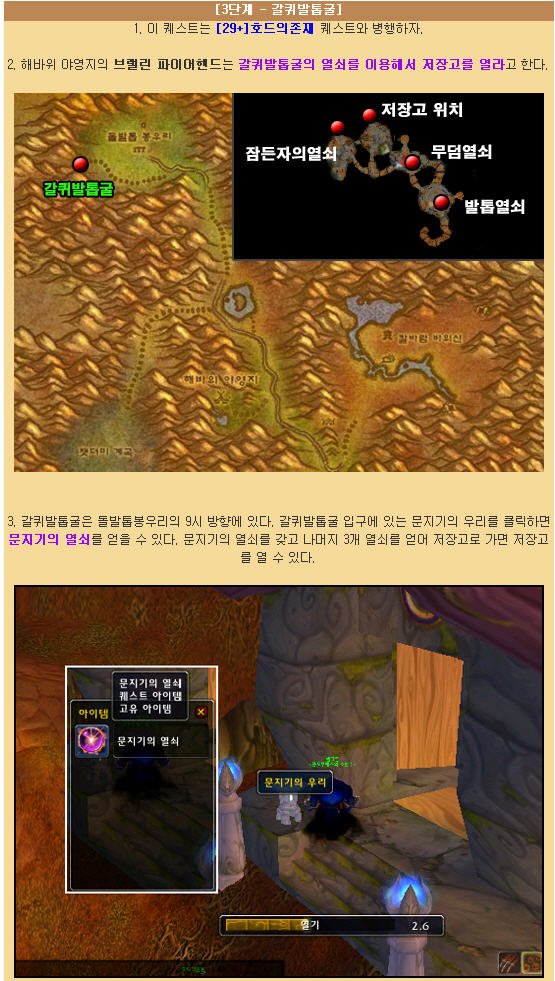 [3단계 - 갈퀴발톱굴]
1. 이 퀘스트는 [29+]호드의존재 퀘스트와 병행하자.
2. 해바위 야영지의 브렐린 파이어핸드는 갈퀴발톱굴의 열쇠를 이용해서 저장고를 열라고 한다.
저장고 위치
돌발톱 봉우리
잠든자의열쇠
무덤열쇠
갈퀴발톱굴
발톱열쇠
칼바람 바위산
해바위 야영지
잿더미 계곡
3. 갈퀴발톱굴은 돌발톱봉우리의 9시 방향에 있다. 갈퀴발톱굴 입구에 있는 문지기의 우리를 클릭하면
문지기의 열쇠를 얻을 수 있다. 문지기의 열쇠를 갖고 나머지 3개 열쇠를 얻어 저장고로 가면 저장고
를 열 수 있다.
문지기의 열쇠
퀘스트 아이템
고유 아이템
아이템
문지기의 열쇠
문지기의 우리
열기
2.6